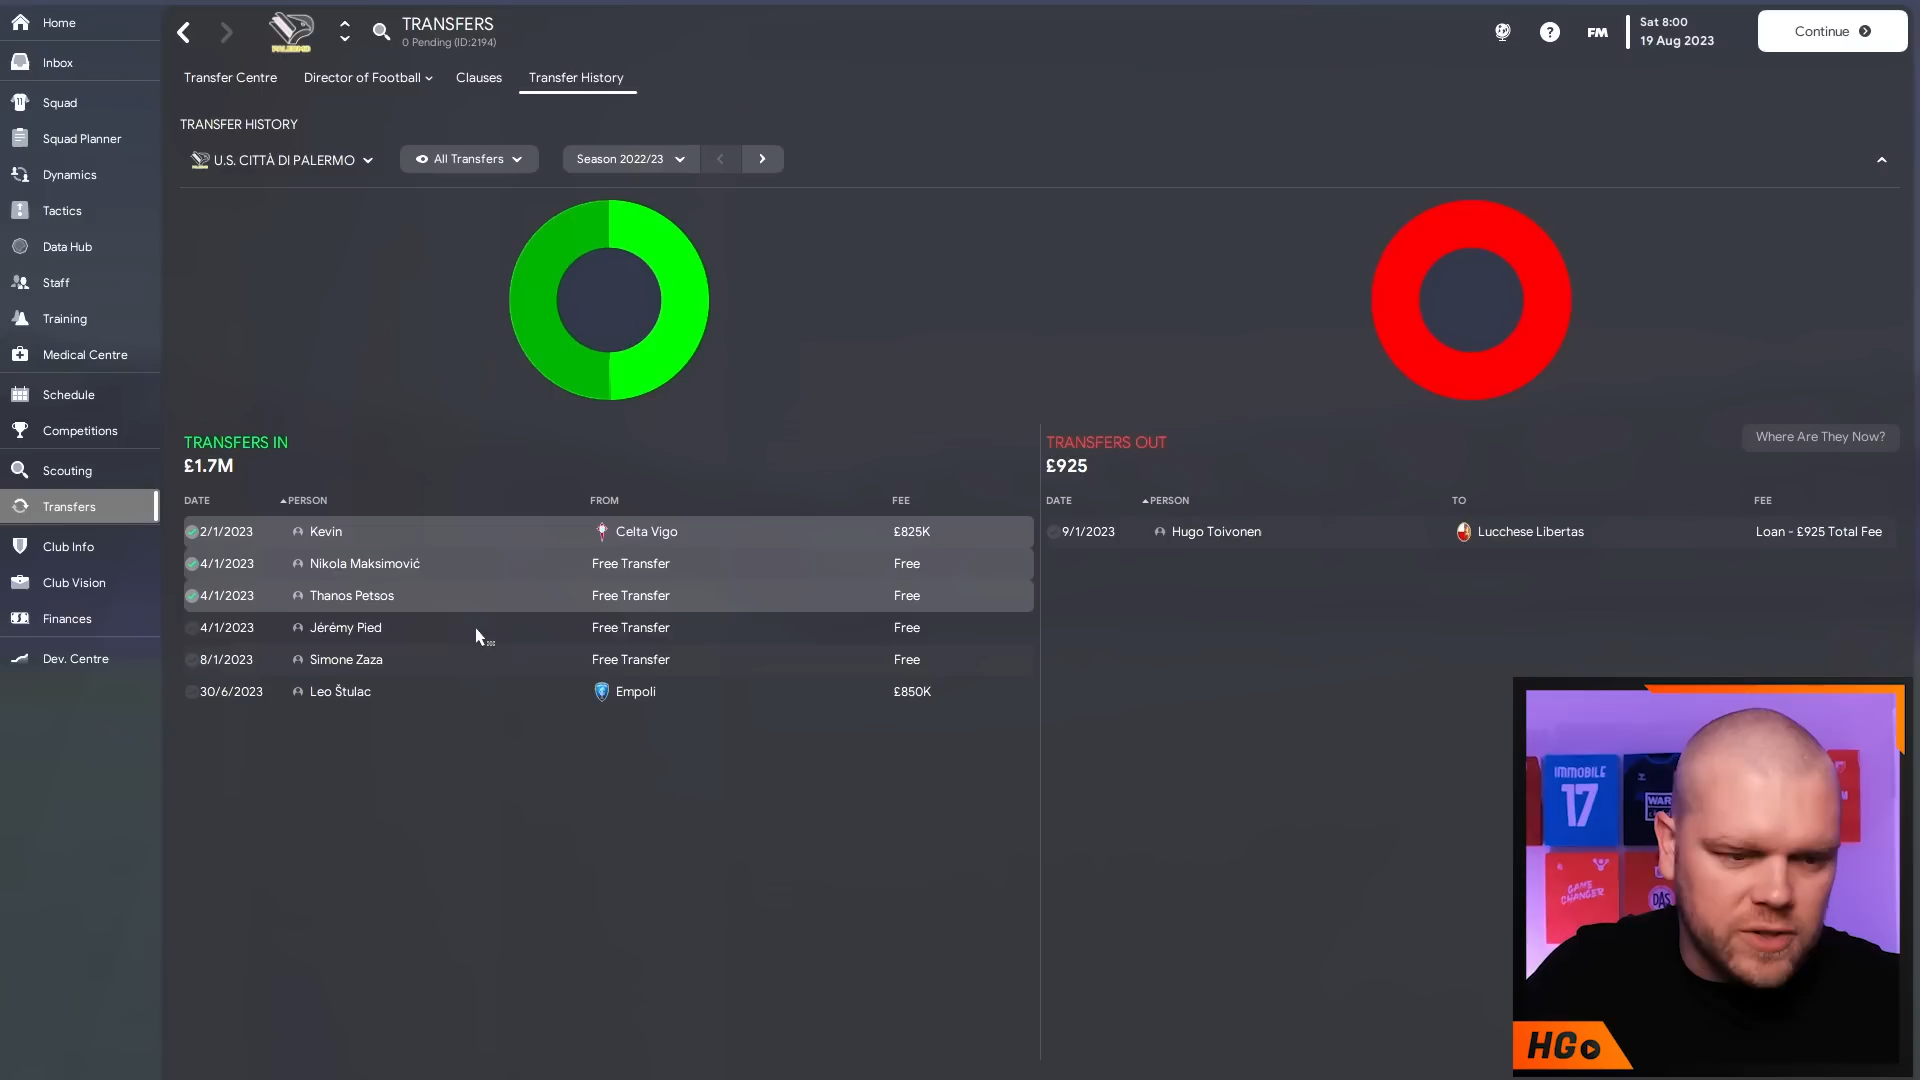 Home
Inbox
Squad
Squad Planner
Dynamics
Tactics
Data Hub
Staff
Training
Medical Centre
Schedule
Competitions
Scouting
Transfers
Club Info
Club Vision
Finances
Dev. Centre
PALERMO
TRANSFERS
0 Pending (ID:2194)
FM
Sat 8:00
19 Aug 2023
Continue
Transfer Centre
Director of Football
Clauses
Transfer History
TRANSFER HISTORY
U.S. CITTÀ DI PALERMO
All Transfers
Season 2022/23
TRANSFERS IN
£1.7M
DATE PERSON FROM FEE
2/1/2023 Kevin Celta Vigo £825K
4/1/2023 Nikola Maksimović Free Transfer Free
4/1/2023 Thanos Petsos Free Transfer Free
4/1/2023 Jérémy Pied Free Transfer Free
8/1/2023 Simone Zaza Free Transfer Free
30/6/2023 Leo Štulac Empoli £850K
TRANSFERS OUT
£925
Where Are They Now?
DATE PERSON TO FEE
9/1/2023 Hugo Toivonen Lucchese Libertas Loan - £925 Total Fee
IMMOBILE
17
WAR
GAME
CHANGER
DAS
HG